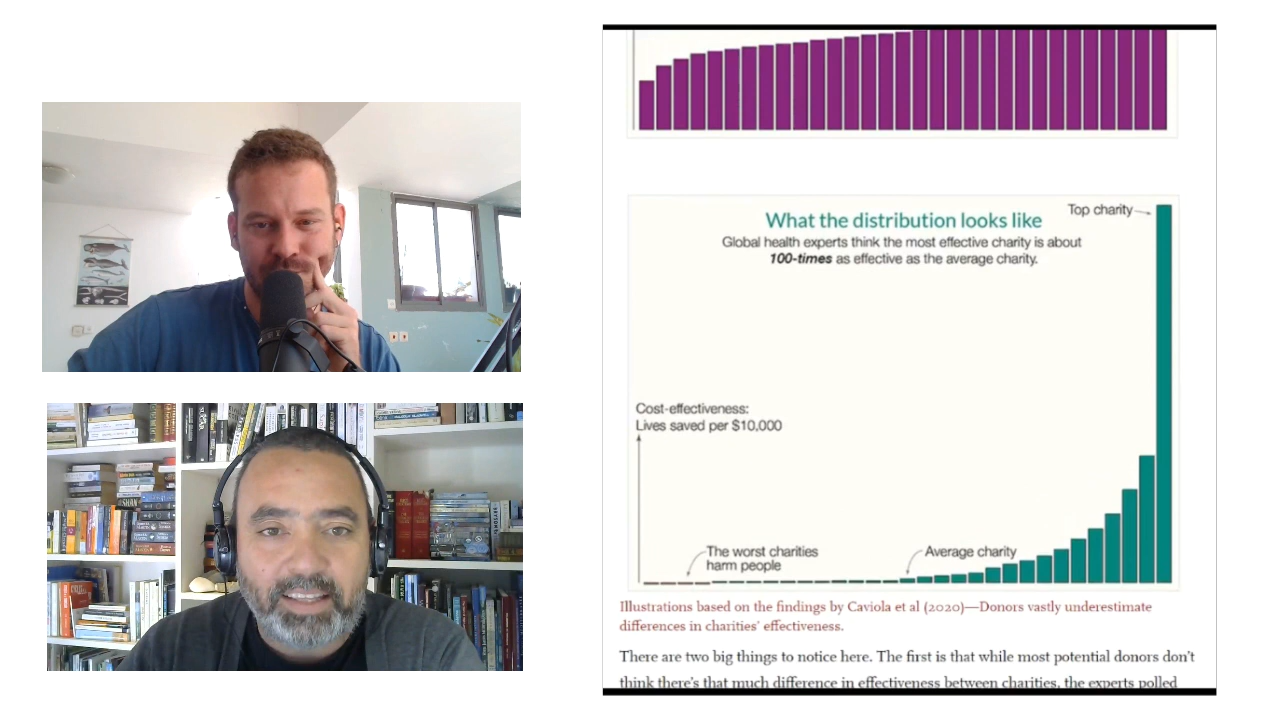 What the distribution looks like
Top charity
Global health experts think the most effective charity is about
100-times as effective as the average charity.
Cost-effectiveness:
Lives saved per $10,000
The worst charities
harm people
Average charity
Illustrations based on the findings by Caviola et al (2020)—Donors vastly underestimate
differences in charities’ effectiveness.
There are two big things to notice here. The first is that while most potential donors don’t
think there’s that much difference in effectiveness between charities, the experts polled